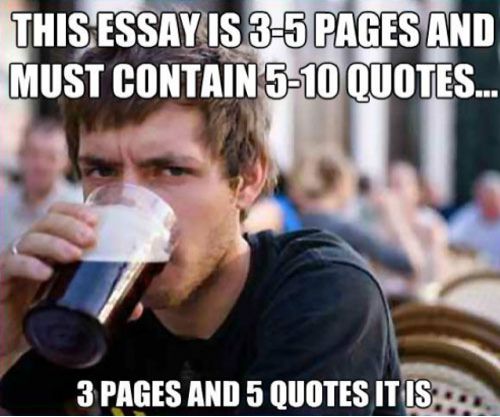 THIS ESSAY IS 3-5 PAGES AND
MUST CONTAIN 5-10 QUOTES...
3 PAGES AND 5 QUOTES IT IS